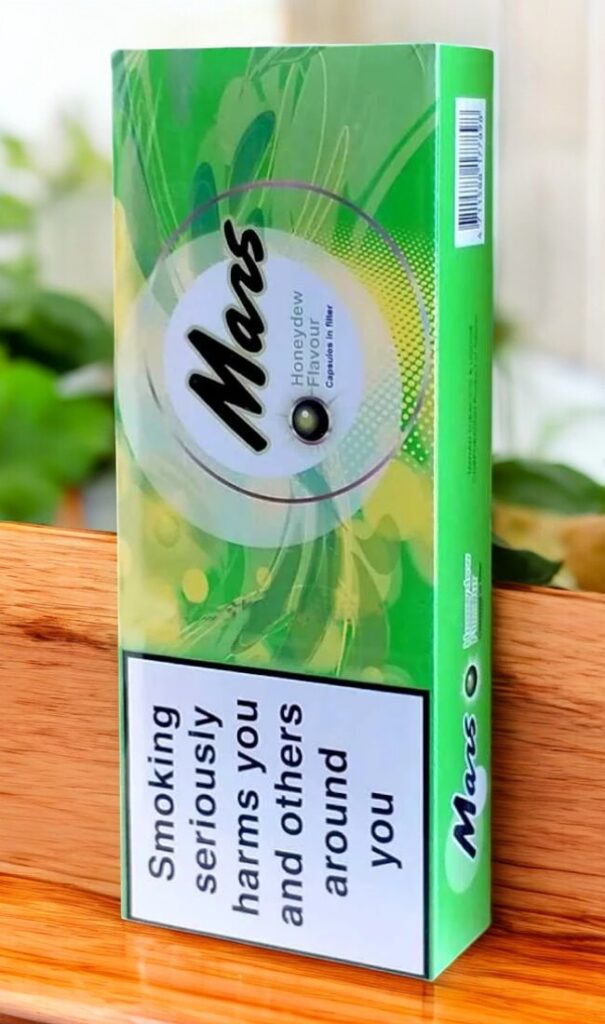 Mars
Honeydew
Flavour
Capsules in filter
Smoking
seriously
harms you
and others
around
you
Mars